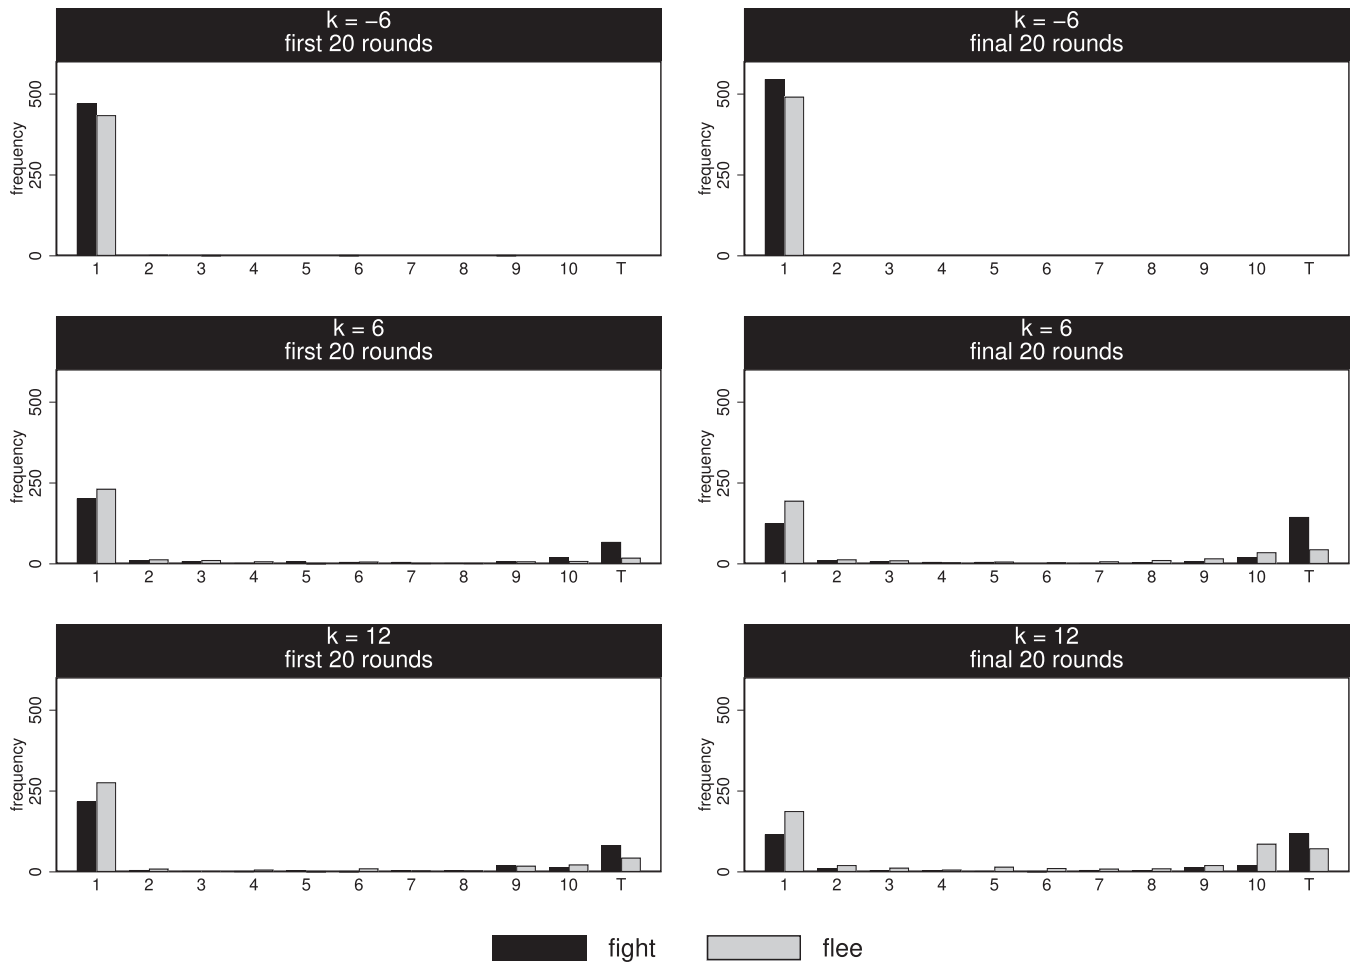 k = −6
first 20 rounds
k = −6
final 20 rounds
frequency
0 250 500
1 2 3 4 5 6 7 8 9 10 T
frequency
0 250 500
1 2 3 4 5 6 7 8 9 10 T
k = 6
first 20 rounds
k = 6
final 20 rounds
frequency
0 250 500
1 2 3 4 5 6 7 8 9 10 T
frequency
0 250 500
1 2 3 4 5 6 7 8 9 10 T
k = 12
first 20 rounds
k = 12
final 20 rounds
frequency
0 250 500
1 2 3 4 5 6 7 8 9 10 T
frequency
0 250 500
1 2 3 4 5 6 7 8 9 10 T
fight
flee